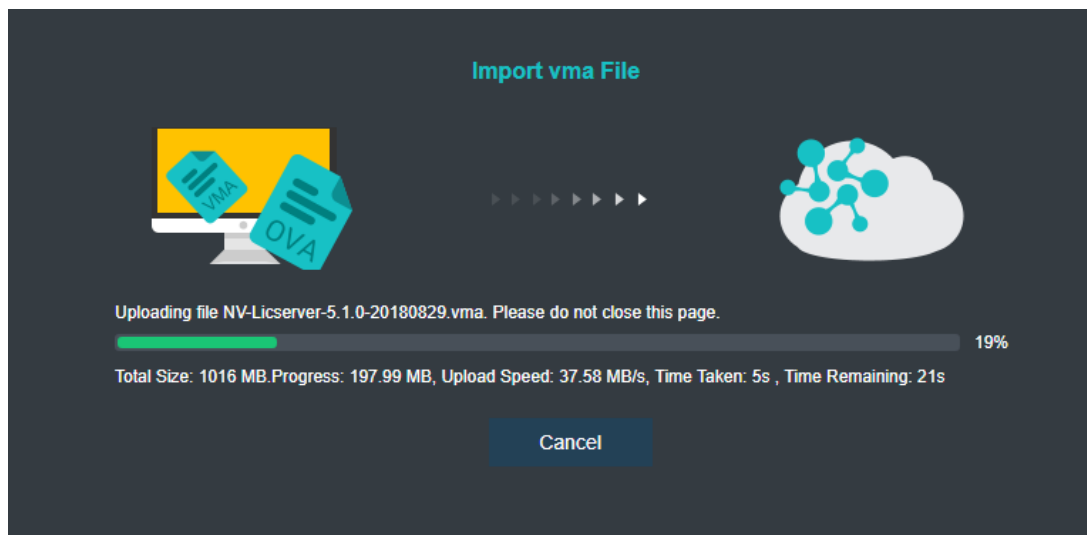 Import vma File
VMA
OVA
Uploading file NV-Licserver-5.1.0-20180829.vma. Please do not close this page.
19%
Total Size: 1016 MB.Progress: 197.99 MB, Upload Speed: 37.58 MB/s, Time Taken: 5s , Time Remaining: 21s
Cancel